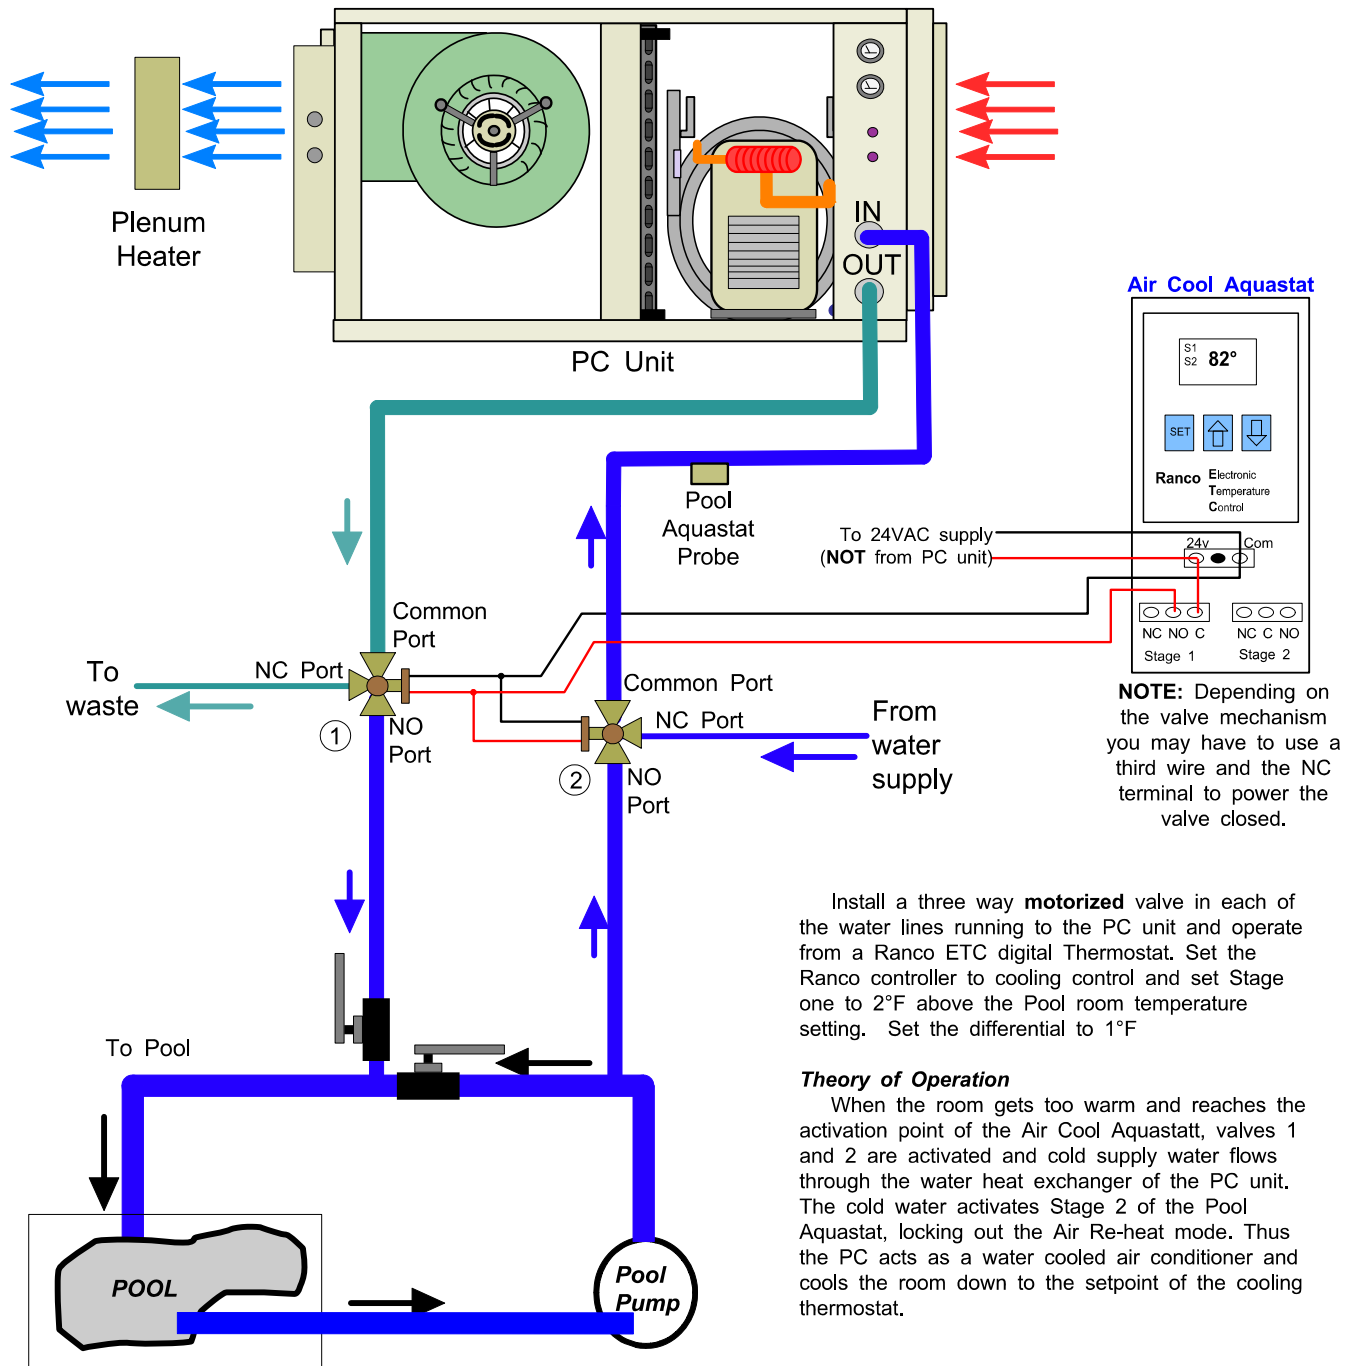 Plenum
Heater
IN
OUT
PC Unit
Air Cool Aquastat
S1
S2
82°
SET
Ranco
Electronic
Temperature
Control
24v
Com
NC NO C
Stage 1
NC C NO
Stage 2
Pool
Aquastat
Probe
To 24VAC supply
(NOT from PC unit)
Common
Port
NC Port
To
waste
1
NO
Port
Common Port
NC Port
2
NO
Port
From
water
supply
NOTE: Depending on
the valve mechanism
you may have to use a
third wire and the NC
terminal to power the
valve closed.
Install a three way motorized valve in each of
the water lines running to the PC unit and operate
from a Ranco ETC digital Thermostat. Set the
Ranco controller to cooling control and set Stage
one to 2°F above the Pool room temperature
setting. Set the differential to 1°F
Theory of Operation
When the room gets too warm and reaches the
activation point of the Air Cool Aquastatt, valves 1
and 2 are activated and cold supply water flows
through the water heat exchanger of the PC unit.
The cold water activates Stage 2 of the Pool
Aquastat, locking out the Air Re-heat mode. Thus
the PC acts as a water cooled air conditioner and
cools the room down to the setpoint of the cooling
thermostat.
To Pool
POOL
Pool
Pump